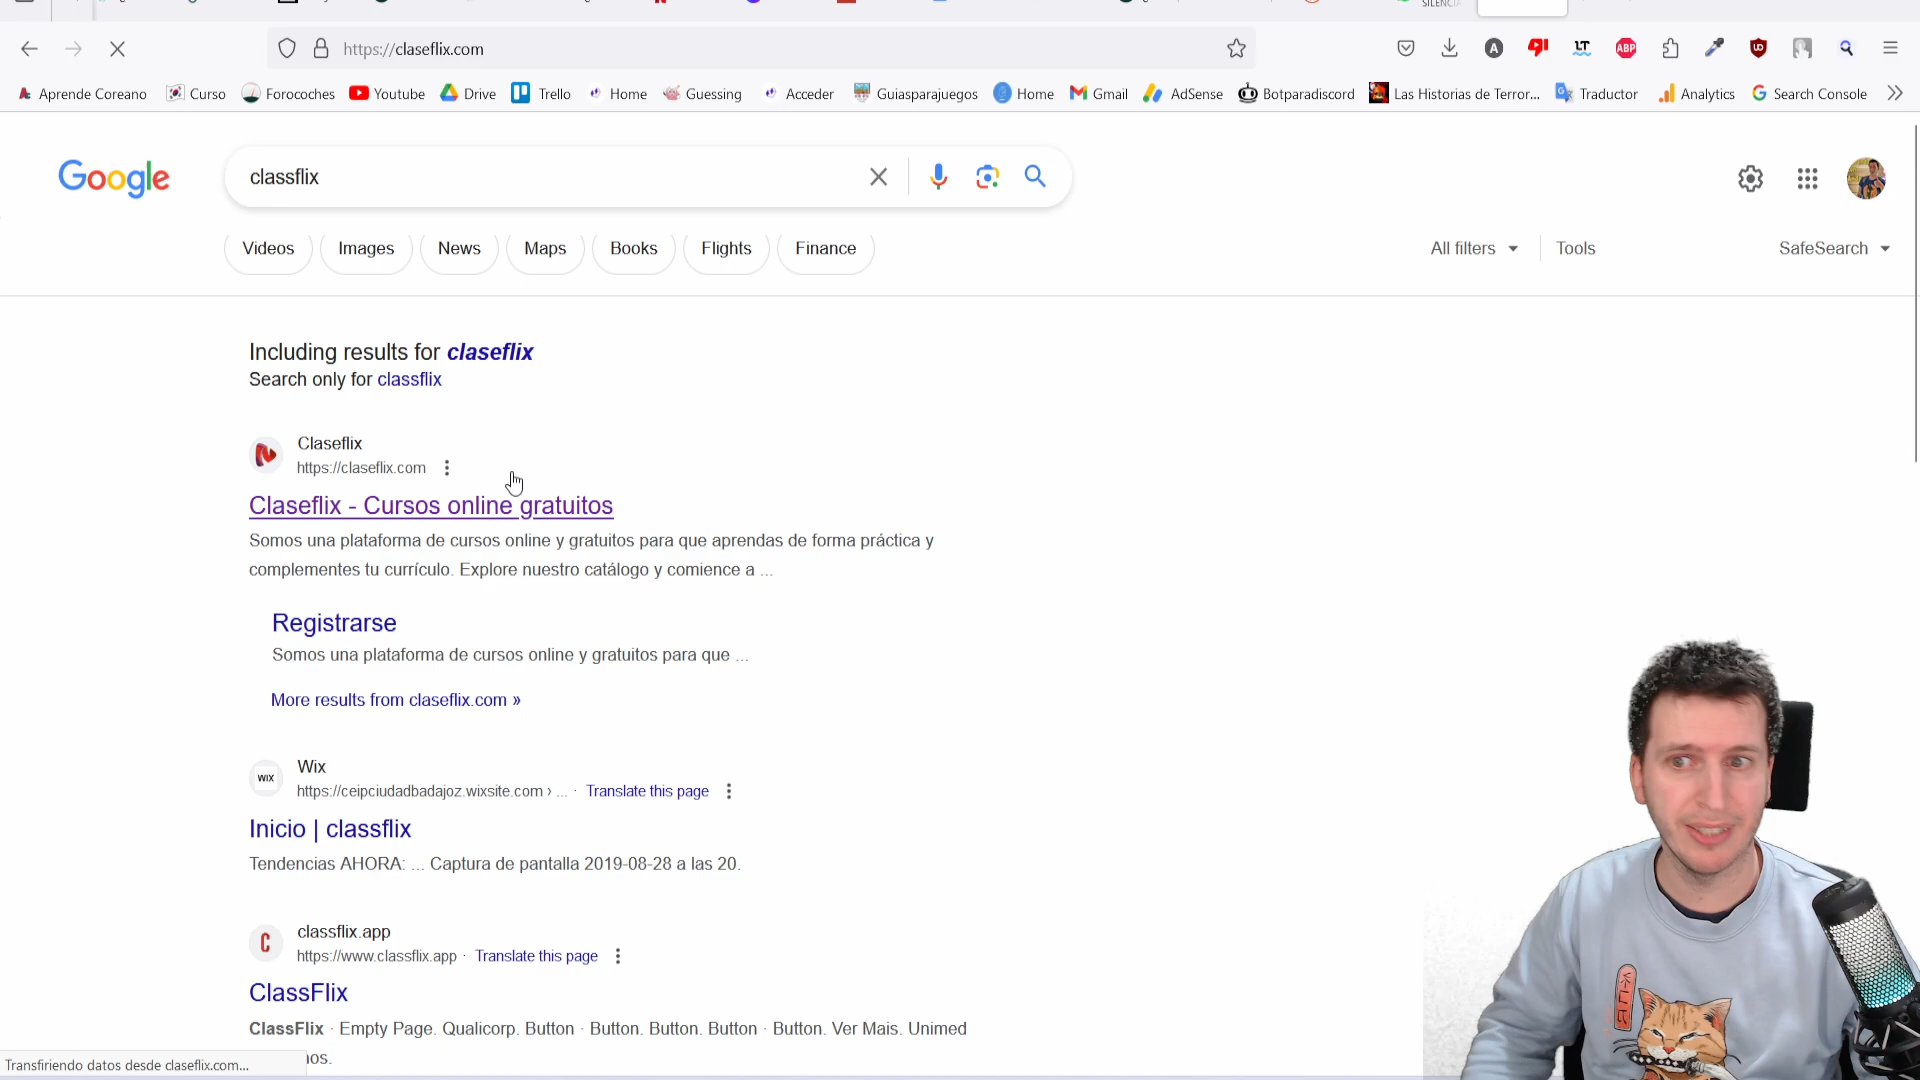 SILENCIA
https://claseflix.com
Aprende Coreano Curso Forocoches Youtube Drive Trello Home Guessing Acceder Guiasparajuegos Home Gmail AdSense Botparadiscord Las Historias de Terror... Traductor Analytics Search Console
Google classflix
Videos Images News Maps Books Flights Finance All filters Tools SafeSearch
Including results for claseflix
Search only for classflix
Claseflix
https://claseflix.com
Claseflix - Cursos online gratuitos
Somos una plataforma de cursos online y gratuitos para que aprendas de forma práctica y
complementes tu currículo. Explore nuestro catálogo y comience a ...
Registrarse
Somos una plataforma de cursos online y gratuitos para que ...
More results from claseflix.com »
WIX Wix
https://ceipciudadbadajoz.wixsite.com › ... · Translate this page
Inicio | classflix
Tendencias AHORA: ... Captura de pantalla 2019-08-28 a las 20.
C classflix.app
https://www.classflix.app · Translate this page
ClassFlix
ClassFlix · Empty Page. Qualicorp. Button · Button. Button. Button · Button. Ver Mais. Unimed
Transfiriendo datos desde claseflix.com...